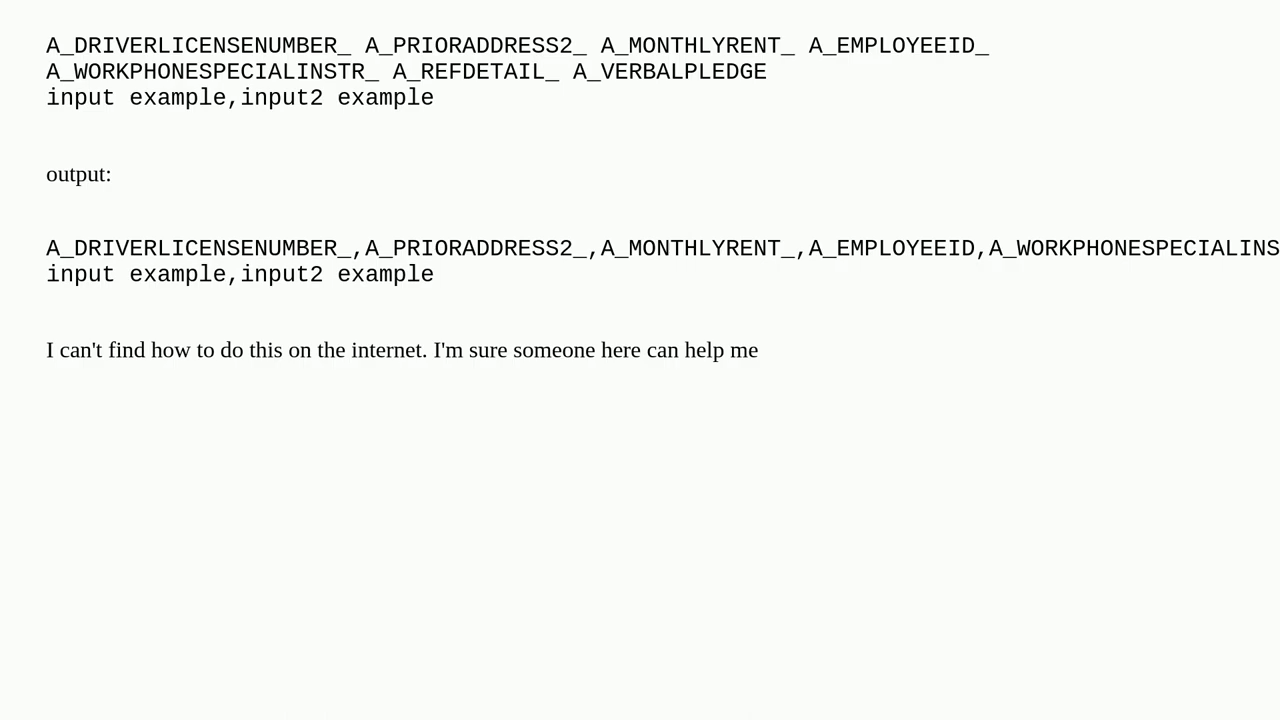 A_DRIVERLICENSENUMBER_ A_PRIORADDRESS2_ A_MONTHLYRENT_ A_EMPLOYEEID_
A_WORKPHONESPECIALINSTR_ A_REFDETAIL_ A_VERBALPLEDGE
input example,input2 example
output:
A_DRIVERLICENSENUMBER_,A_PRIORADDRESS2_,A_MONTHLYRENT_,A_EMPLOYEEID,A_WORKPHONESPECIALINS
input example,input2 example
I can't find how to do this on the internet. I'm sure someone here can help me